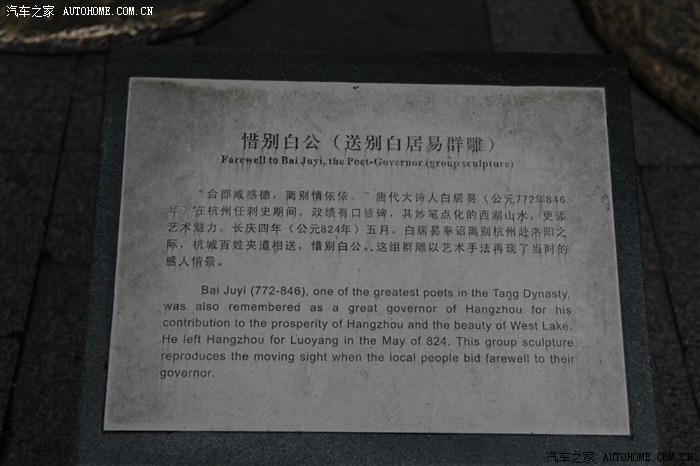 汽车之家 AUTOHOME.COM.CN
惜别白公（送别白居易群雕）
Farewell to Bai Juyi, the Poet-Governor (group sculpture)
“合郡咸感德，离别情依依。”唐代大诗人白居易（公元772年846
年）在杭州任刺史期间，政绩有口皆碑，其妙笔点化的西湖山水，更添
艺术魅力。长庆四年（公元824年）五月，白居易奉诏离别杭州赴洛阳之
际，杭城百姓夹道相送，惜别白公。这组群雕以艺术手法再现了当时的
感人情景。
Bai Juyi (772-846), one of the greatest poets in the Tang Dynasty,
was also remembered as a great governor of Hangzhou for his
contribution to the prosperity of Hangzhou and the beauty of West Lake.
He left Hangzhou for Luoyang in the May of 824. This group sculpture
reproduces the moving sight when the local people bid farewell to their
governor.
汽车之家 AUTOHOME.COM.CN